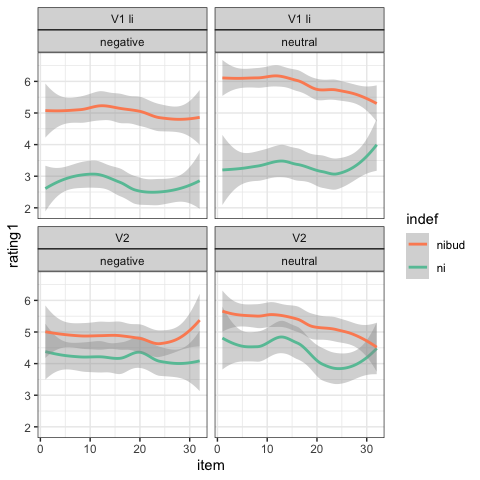 V1 li
V1 li
negative
neutral
6
5
4
3
2
V2
V2
negative
neutral
6
5
4
3
2
0
10
20
30
0
10
20
30
item
rating1
indef
nibud
ni